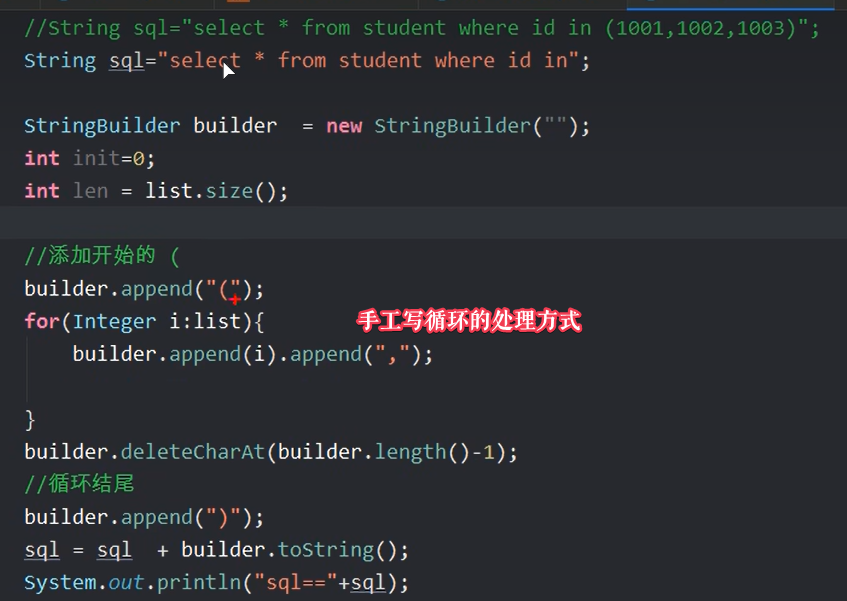 //String sql="select * from student where id in (1001,1002,1003)";
String sql="select * from student where id in";
StringBuilder builder  = new StringBuilder("");
int init=0;
int len = list.size();
//添加开始的 (
builder.append("(");
for(Integer i:list){
手工写循环的处理方式
builder.append(i).append(",");
}
builder.deleteCharAt(builder.length()-1);
//循环结尾
builder.append(")");
sql = sql  + builder.toString();
System.out.println("sql=="+sql);